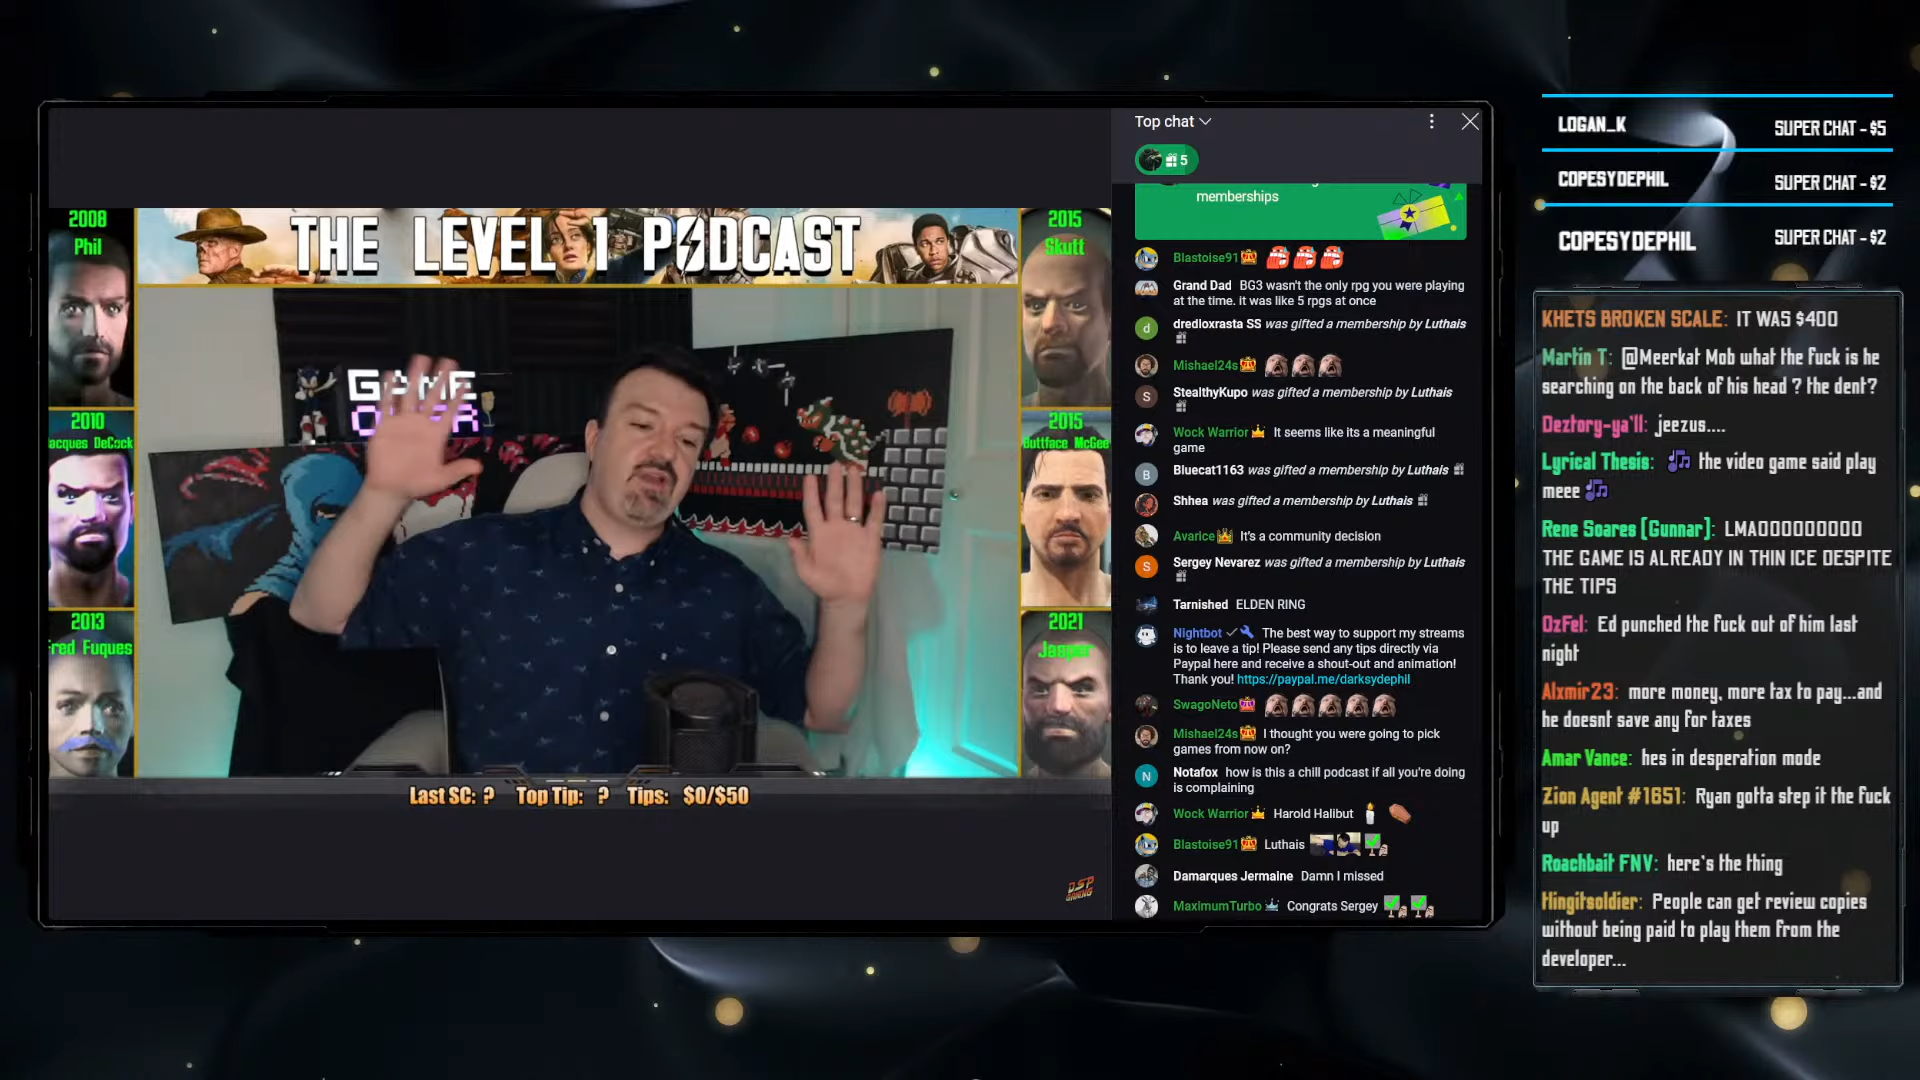 2008
Phil
THE LEVEL 1 PODCAST
2015
Skutt
GAME
2010
Jacques DeCock
2015
Buttface McGee
2013
Fred Fuques
2021
Jasper
Last SC: ? Top Tip: ? Tips: $0/$50
DSP
GAMING
Top chat
5
memberships
Blastoise91
Grand Dad BG3 wasn't the only rpg you were playing
at the time. it was like 5 rpgs at once
dredloxrasta SS was gifted a membership by Luthais
Mishael24s
StealthyKupo was gifted a membership by Luthais
Wock Warrior It seems like its a meaningful
game
Bluecat1163 was gifted a membership by Luthais
Shhea was gifted a membership by Luthais
Avarice It's a community decision
Sergey Nevarez was gifted a membership by Luthais
Tarnished ELDEN RING
Nightbot The best way to support my streams
is to leave a tip! Please send any tips directly via
Paypal here and receive a shout-out and animation!
Thank you! https://paypal.me/darksydephil
SwagoNeto
Mishael24s I thought you were going to pick
games from now on?
Notafox how is this a chill podcast if all you're doing
is complaining
Wock Warrior Harold Halibut
Blastoise91 Luthais
Damarques Jermaine Damn I missed
MaximumTurbo Congrats Sergey
LOGAN_K SUPER CHAT - $5
COPESYDEPHIL SUPER CHAT - $2
COPESYDEPHIL SUPER CHAT - $2
KHETS BROKEN SCALE: IT WAS $400
Martin T: @Meerkat Mob what the fuck is he
searching on the back of his head ? the dent?
Deztory-ya'll: jeezus....
Lyrical Thesis: 🎶 the video game said play
meee 🎶
Rene Soares [Gunnar]: LMAOOOOOOOOO
THE GAME IS ALREADY IN THIN ICE DESPITE
THE TIPS
OzFel: Ed punched the fuck out of him last
night
Alxmir23: more money, more tax to pay...and
he doesnt save any for taxes
Amar Vance: hes in desperation mode
Zion Agent #1651: Ryan gotta step it the fuck
up
Roachbait FNV: here's the thing
Hingitsoldier: People can get review copies
without being paid to play them from the
developer...